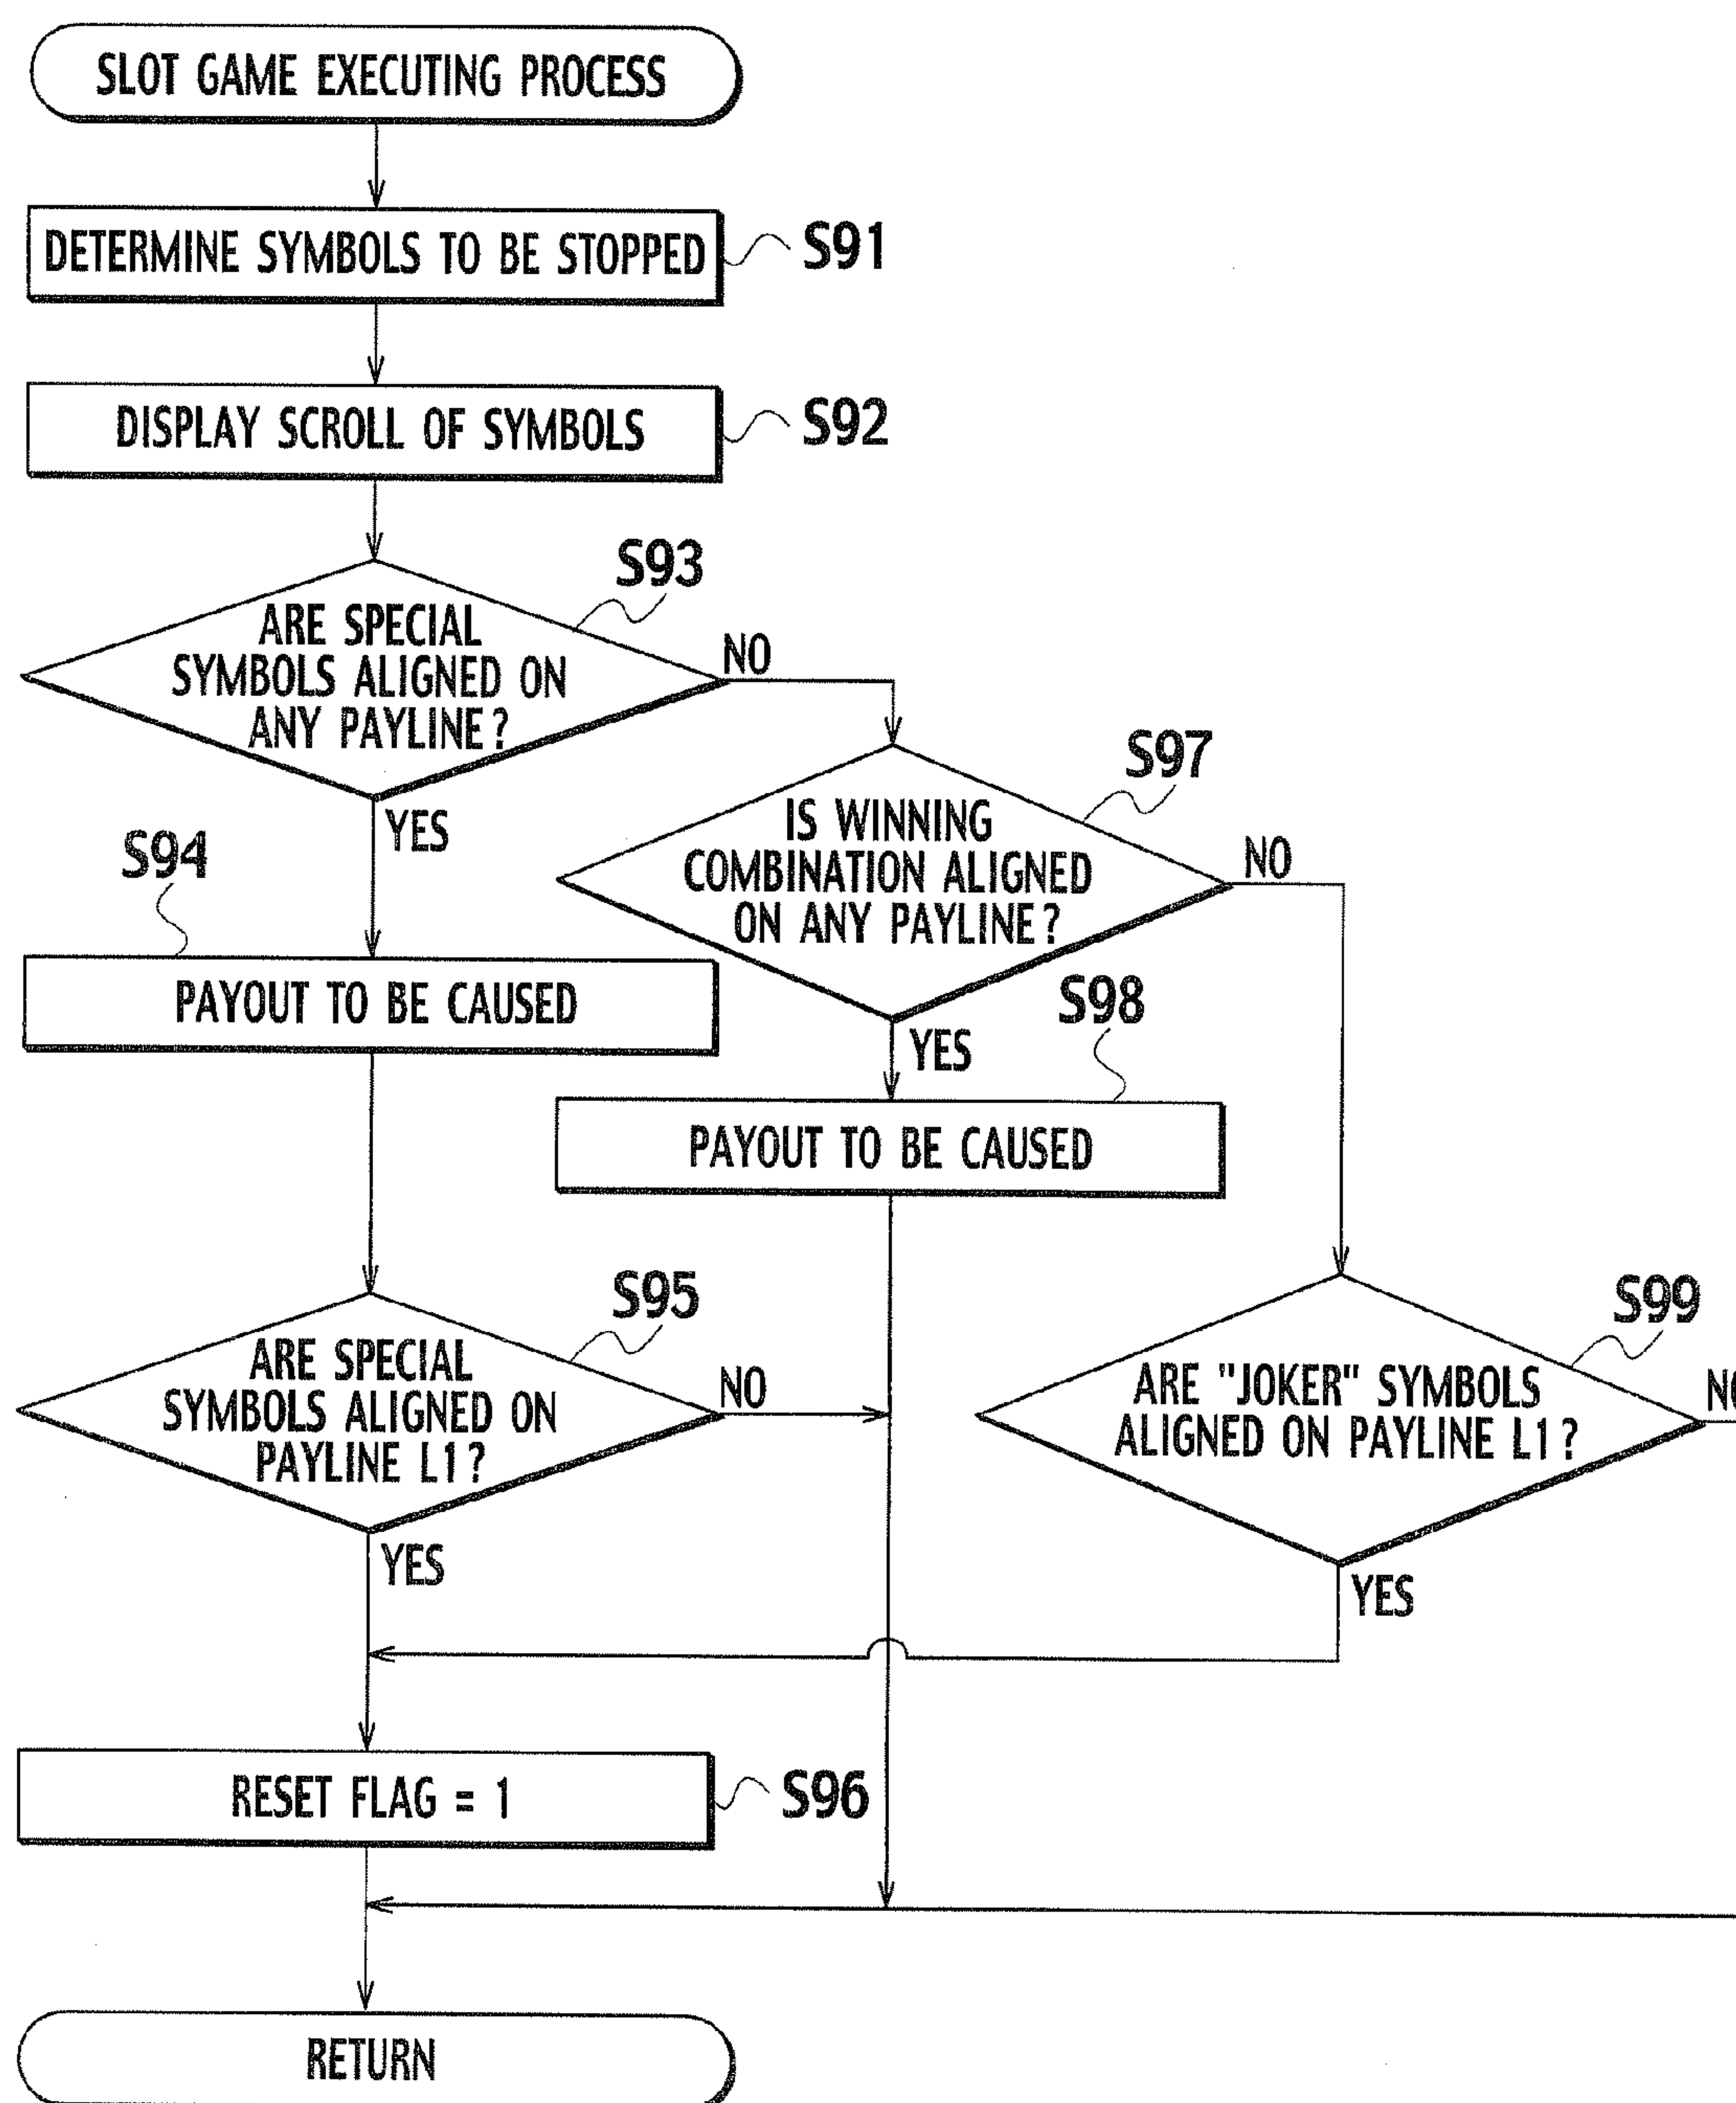 SLOT GAME EXECUTING PROCESS
DETERMINE SYMBOLS TO BE STOPPED
S91
DISPLAY SCROLL OF SYMBOLS
S92
S93
ARE SPECIAL
SYMBOLS ALIGNED ON
ANY PAYLINE?
NO
YES
S97
IS WINNING
COMBINATION ALIGNED
ON ANY PAYLINE?
NO
YES
S94
PAYOUT TO BE CAUSED
S98
PAYOUT TO BE CAUSED
S95
ARE SPECIAL
SYMBOLS ALIGNED ON
PAYLINE L1?
NO
YES
S99
ARE "JOKER" SYMBOLS
ALIGNED ON PAYLINE L1?
NO
YES
RESET FLAG = 1
S96
RETURN